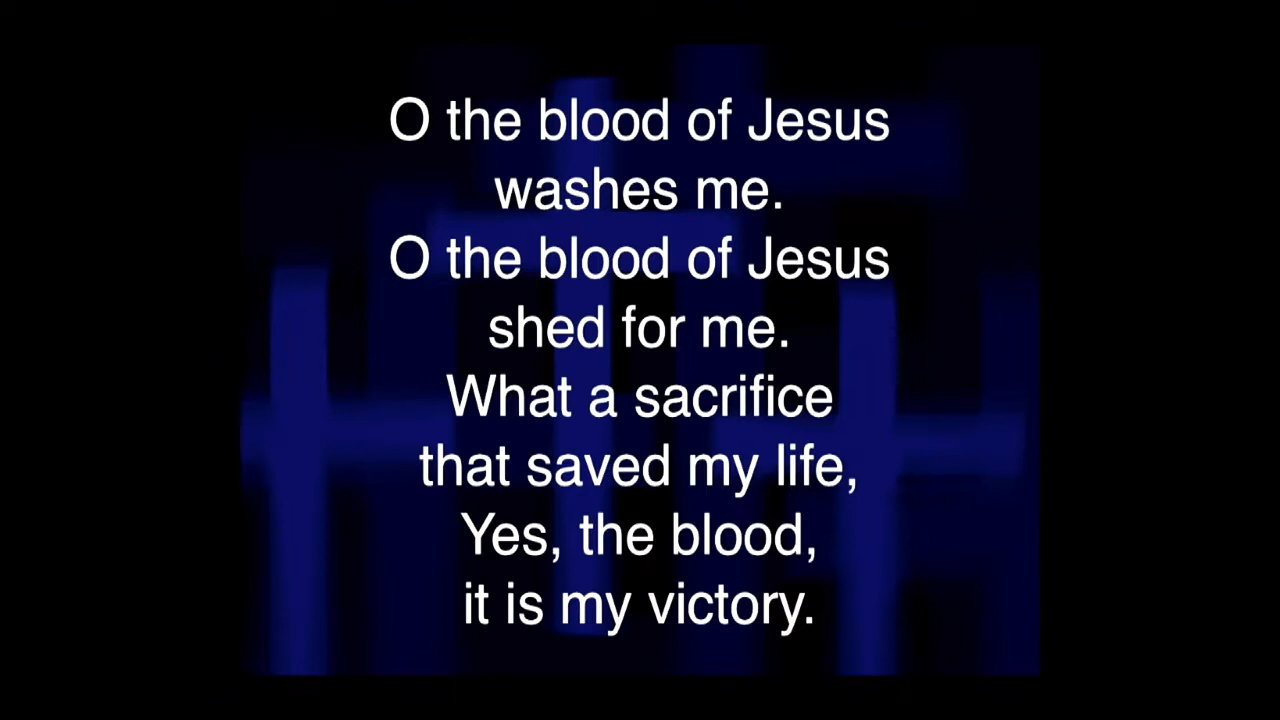 O the blood of Jesus
washes me.
O the blood of Jesus
shed for me.
What a sacrifice
that saved my life,
Yes, the blood,
it is my victory.